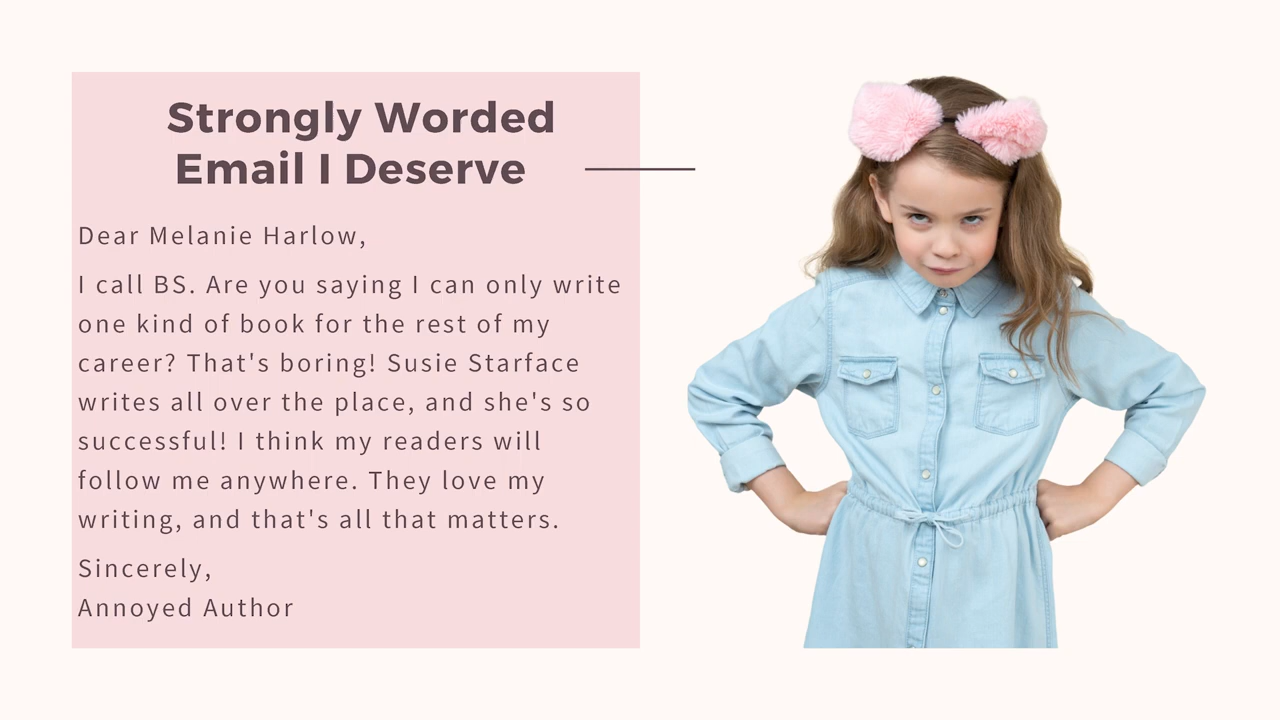 Strongly Worded
Email I Deserve
Dear Melanie Harlow,
I call BS. Are you saying I can only write
one kind of book for the rest of my
career? That's boring! Susie Starface
writes all over the place, and she's so
successful! I think my readers will
follow me anywhere. They love my
writing, and that's all that matters.
Sincerely,
Annoyed Author